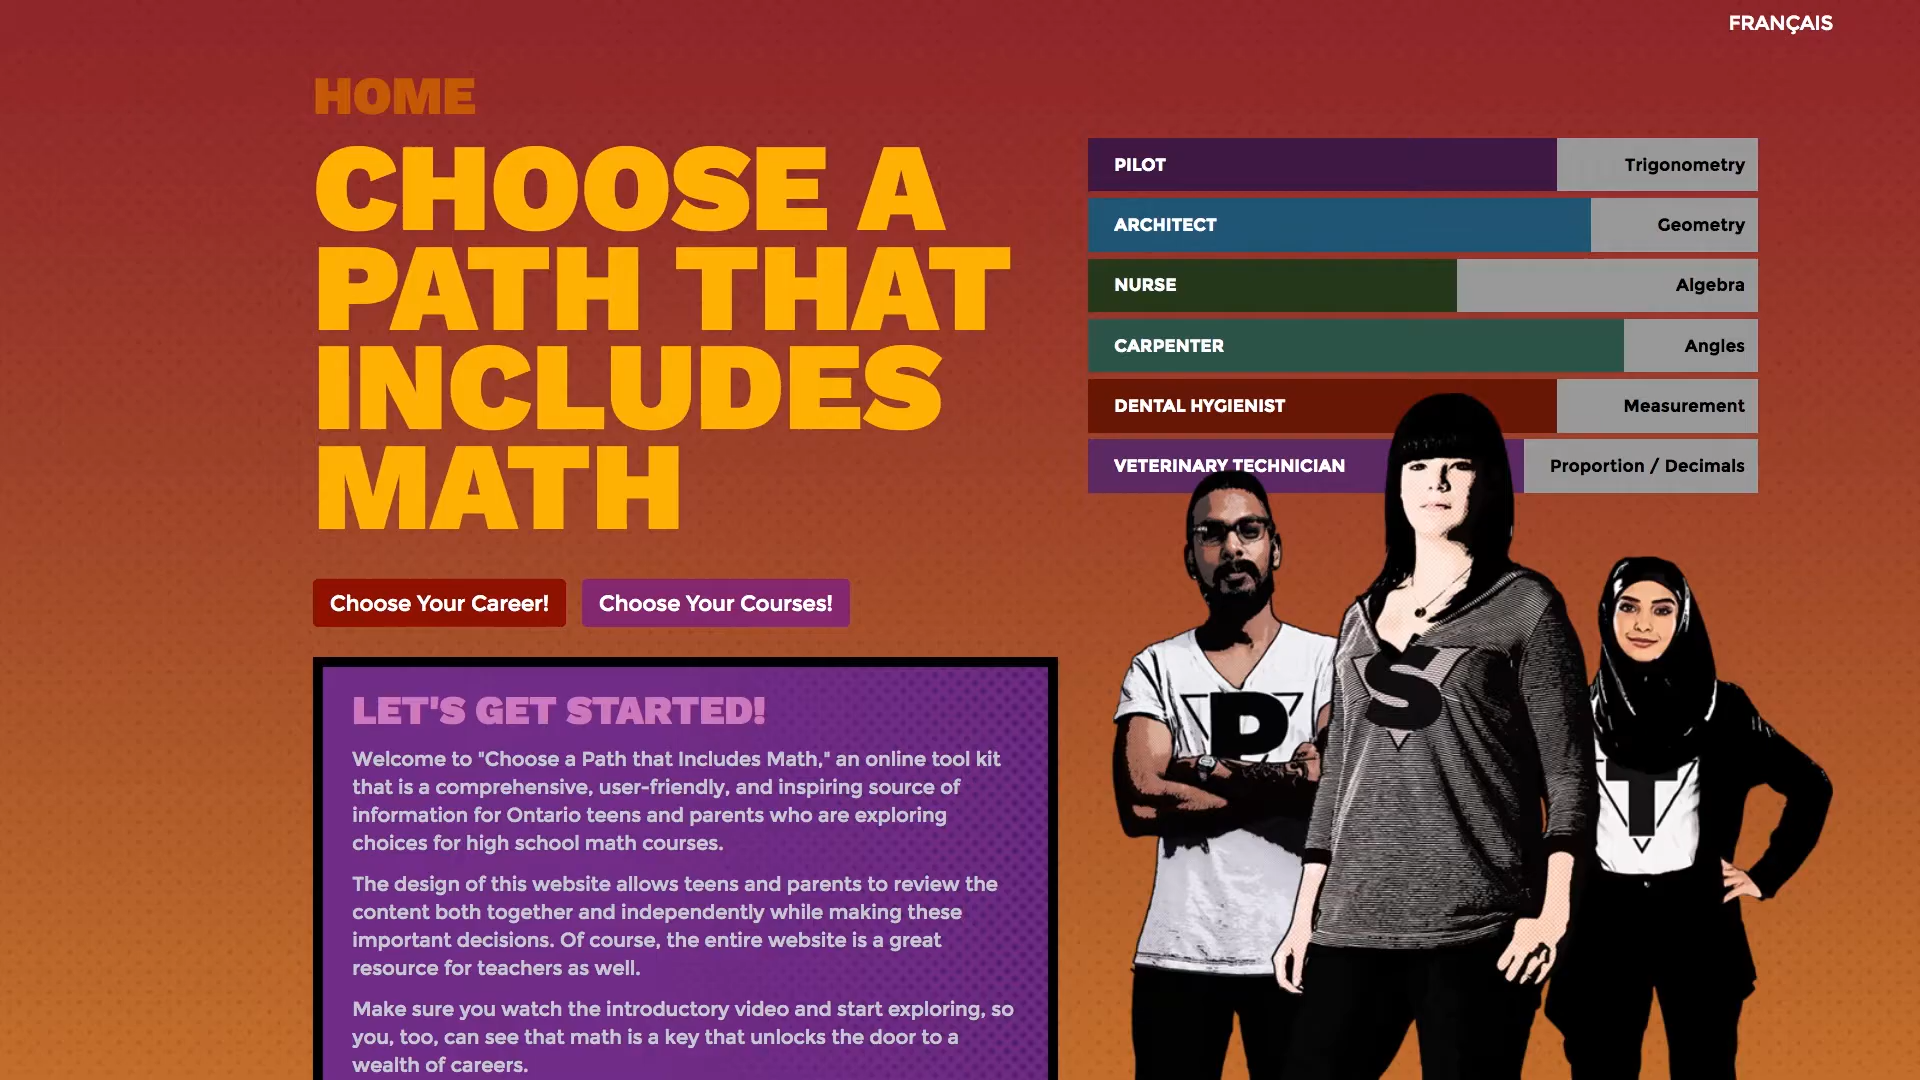 FRANÇAIS
HOME
CHOOSE A
PATH THAT
INCLUDES
MATH
Choose Your Career! Choose Your Courses!
LET'S GET STARTED!
Welcome to "Choose a Path that Includes Math," an online tool kit
that is a comprehensive, user-friendly, and inspiring source of
information for Ontario teens and parents who are exploring
choices for high school math courses.
The design of this website allows teens and parents to review the
content both together and independently while making these
important decisions. Of course, the entire website is a great
resource for teachers as well.
Make sure you watch the introductory video and start exploring, so
you, too, can see that math is a key that unlocks the door to a
wealth of careers.
PILOT Trigonometry
ARCHITECT Geometry
NURSE Algebra
CARPENTER Angles
DENTAL HYGIENIST Measurement
VETERINARY TECHNICIAN Proportion / Decimals
P
S
T